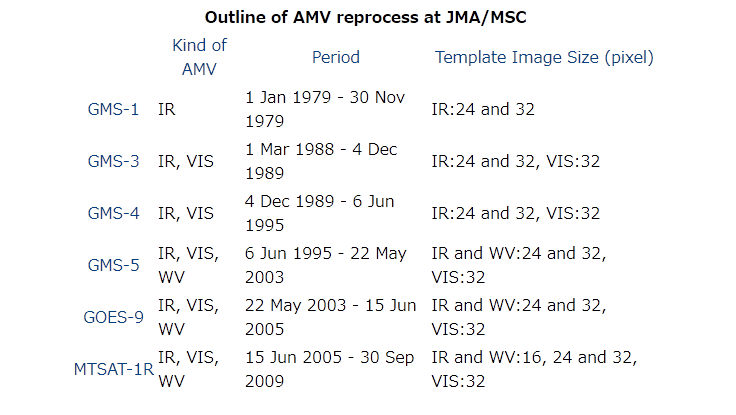 Outline of AMV reprocess at JMA/MSC
Kind of AMV Period Template Image Size (pixel)
GMS-1 IR 1 Jan 1979 - 30 Nov 1979 IR:24 and 32
GMS-3 IR, VIS 1 Mar 1988 - 4 Dec 1989 IR:24 and 32, VIS:32
GMS-4 IR, VIS 4 Dec 1989 - 6 Jun 1995 IR:24 and 32, VIS:32
GMS-5 IR, VIS, WV 6 Jun 1995 - 22 May 2003 IR and WV:24 and 32, VIS:32
GOES-9 IR, VIS, WV 22 May 2003 - 15 Jun 2005 IR and WV:24 and 32, VIS:32
MTSAT-1R IR, VIS, WV 15 Jun 2005 - 30 Sep 2009 IR and WV:16, 24 and 32, VIS:32